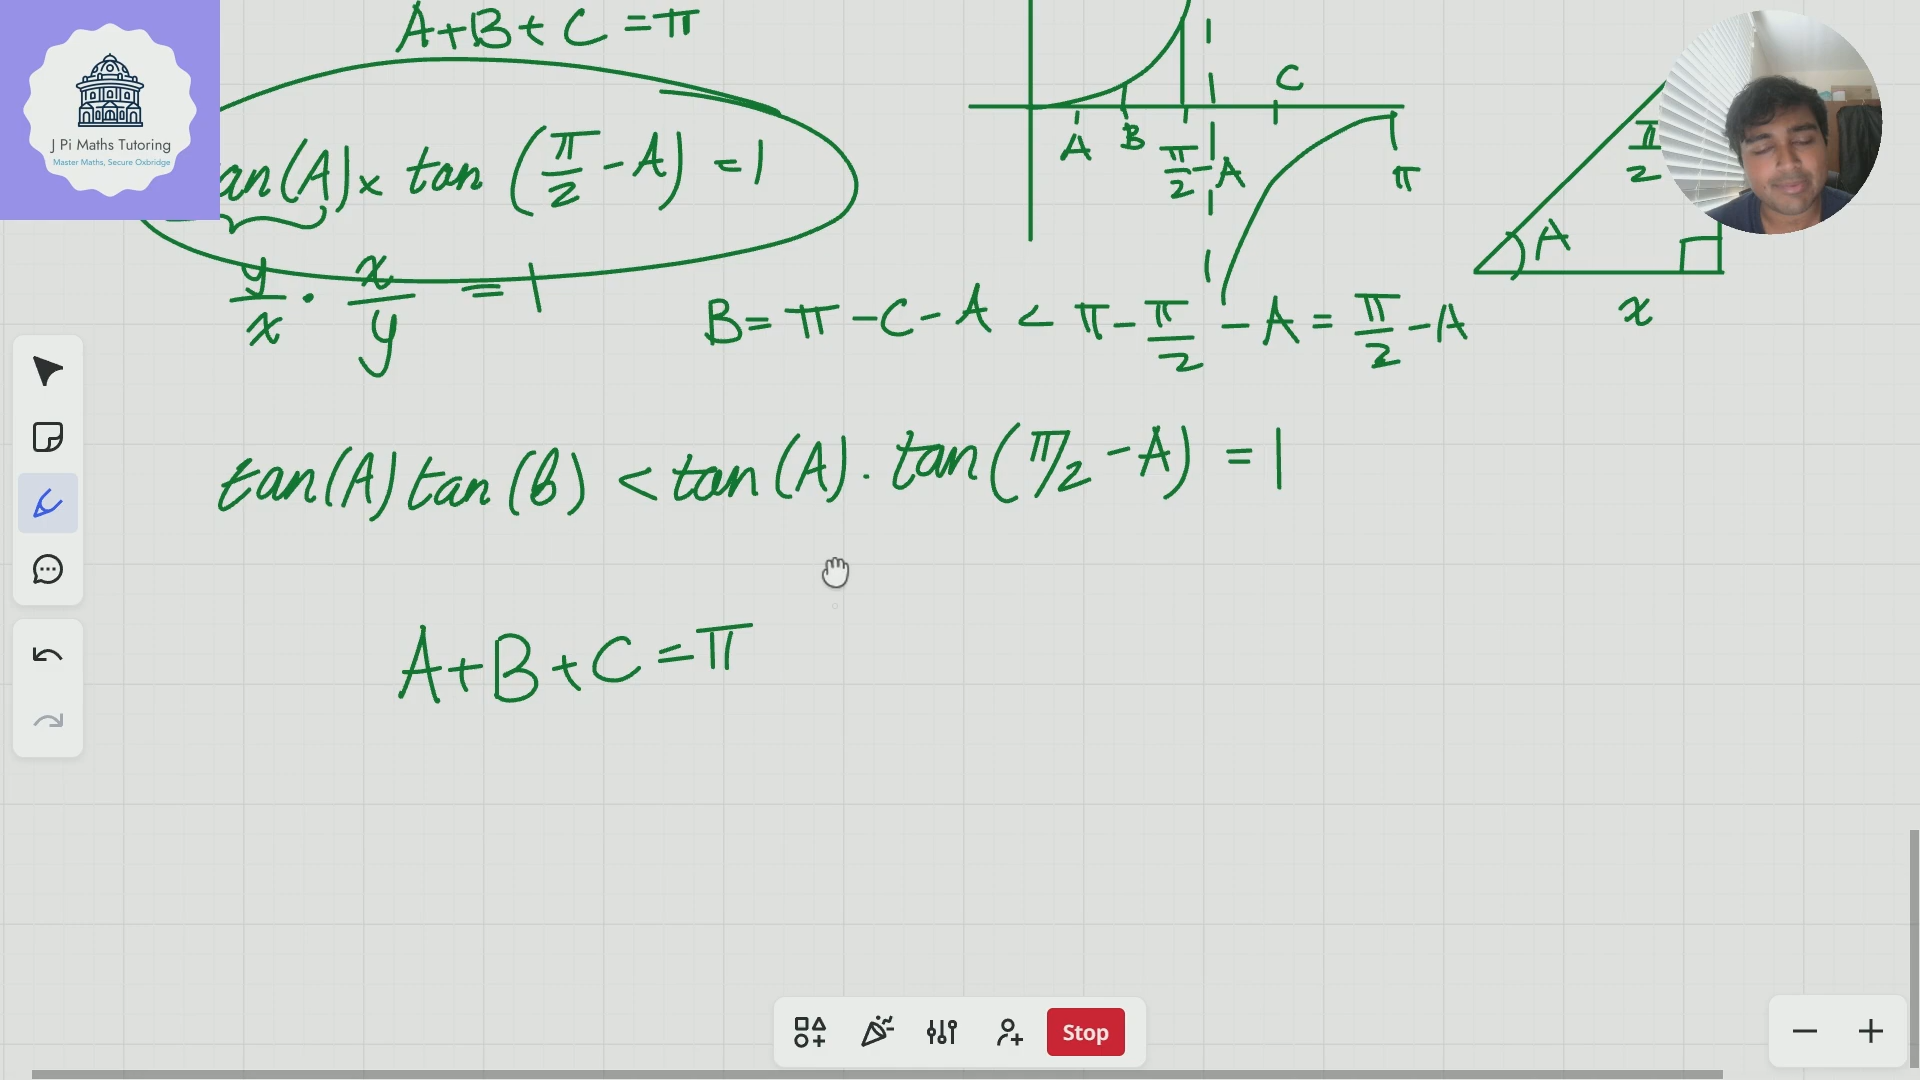 A+B+C=π
J Pi Maths Tutoring
Master Maths, Secure Oxbridge
tan(A) x tan(π/2 - A) = 1
y/x · x/y = 1
A B π/2 - A C π
π/2
A
x
B = π - C - A < π - π/2 - A = π/2 - A
tan(A) tan(B) < tan(A) · tan(π/2 - A) = 1
A+B+C=π
Stop